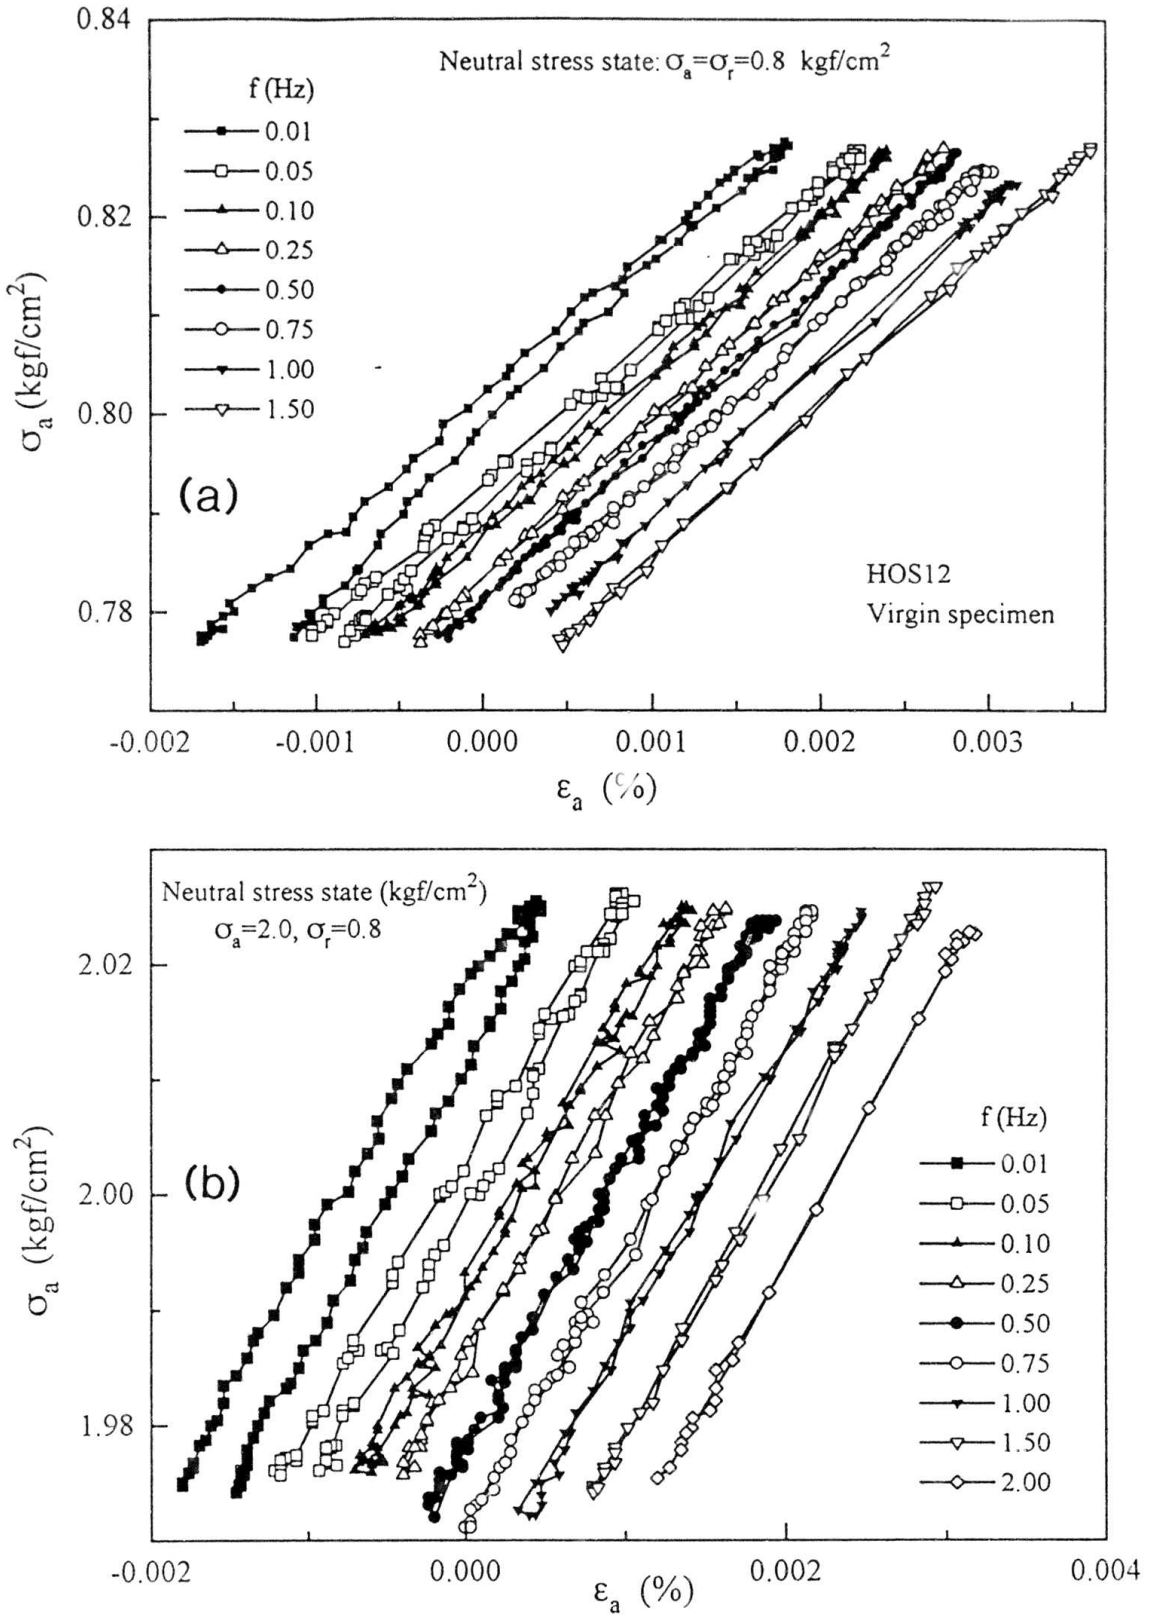 0.84
Neutral stress state: σa=σr=0.8 kgf/cm²
f (Hz)
0.01
0.05
0.10
0.25
0.50
0.75
1.00
1.50
0.82
0.80
0.78
σa (kgf/cm²)
(a)
HOS12
Virgin specimen
-0.002 -0.001 0.000 0.001 0.002 0.003
εa (%)
Neutral stress state (kgf/cm²)
σa=2.0, σr=0.8
2.02
2.00
1.98
σa (kgf/cm²)
(b)
f (Hz)
0.01
0.05
0.10
0.25
0.50
0.75
1.00
1.50
2.00
-0.002 0.000 0.002 0.004
εa (%)